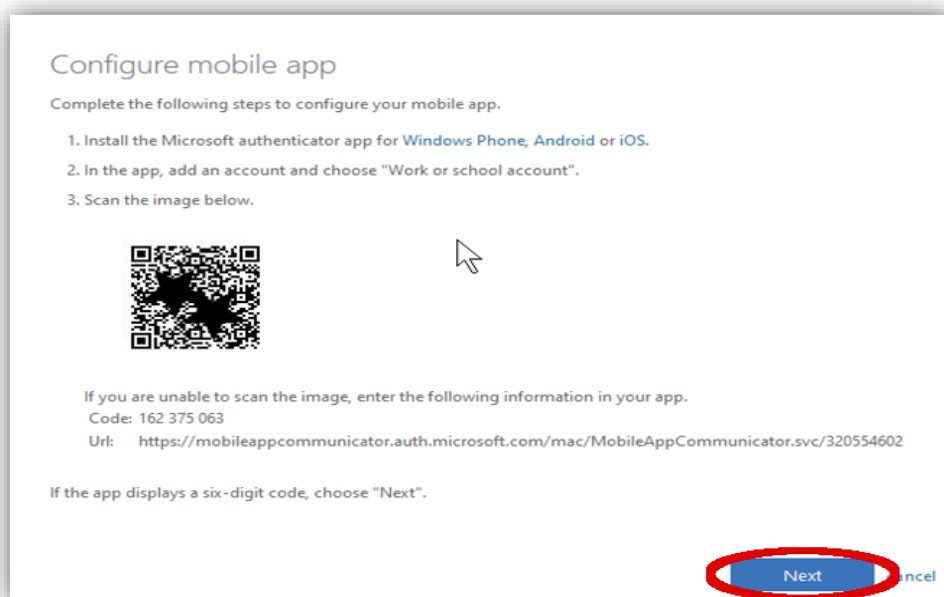 Configure mobile app
Complete the following steps to configure your mobile app.
1. Install the Microsoft authenticator app for Windows Phone, Android or iOS.
2. In the app, add an account and choose "Work or school account".
3. Scan the image below.
If you are unable to scan the image, enter the following information in your app.
Code: 162 375 063
Url: https://mobileappcommunicator.auth.microsoft.com/mac/MobileAppCommunicator.svc/320554602
If the app displays a six-digit code, choose "Next".
Next